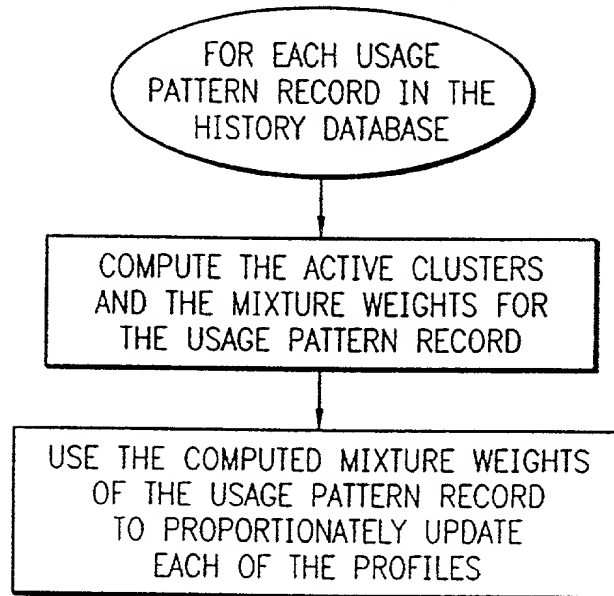 FOR EACH USAGE
PATTERN RECORD IN THE
HISTORY DATABASE
COMPUTE THE ACTIVE CLUSTERS
AND THE MIXTURE WEIGHTS FOR
THE USAGE PATTERN RECORD
USE THE COMPUTED MIXTURE WEIGHTS
OF THE USAGE PATTERN RECORD
TO PROPORTIONATELY UPDATE
EACH OF THE PROFILES